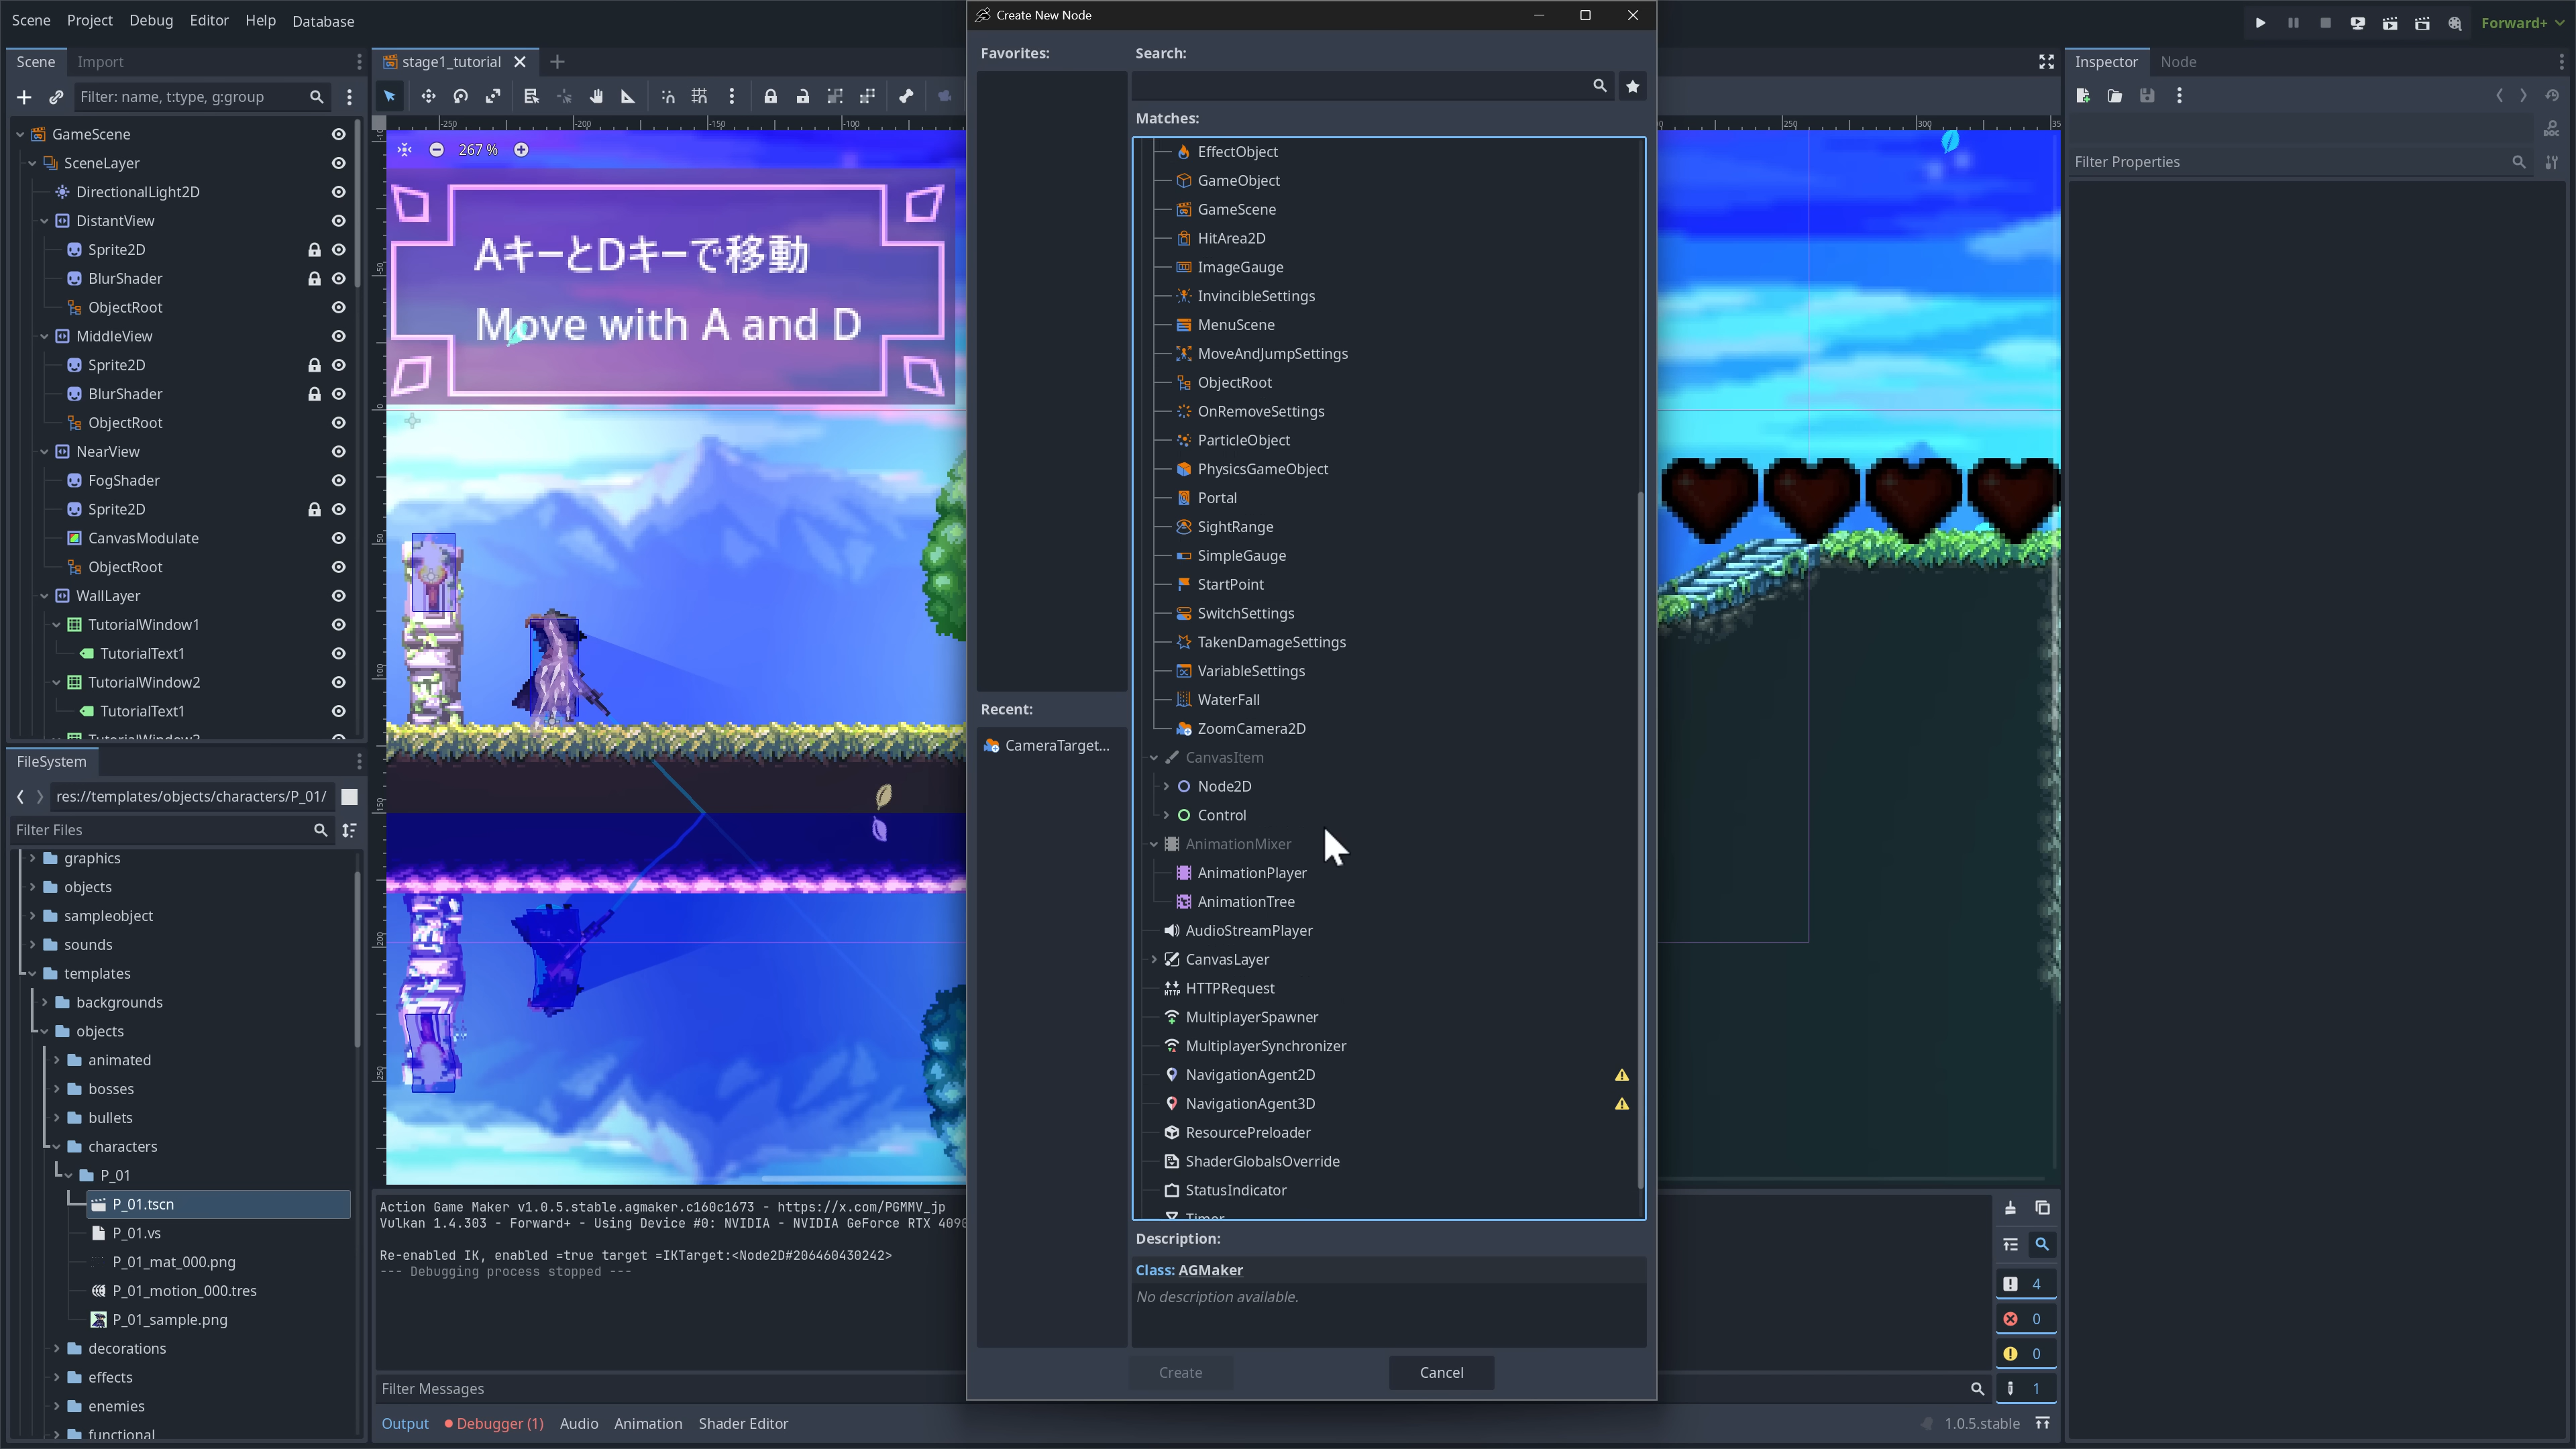 Scene Project Debug Editor Help Database
Create New Node
Forward+
Scene Import
Filter: name, t:type, g:group
GameScene
SceneLayer
DirectionalLight2D
DistantView
Sprite2D
BlurShader
ObjectRoot
MiddleView
Sprite2D
BlurShader
ObjectRoot
NearView
FogShader
Sprite2D
CanvasModulate
ObjectRoot
WallLayer
TutorialWindow1
TutorialText1
TutorialWindow2
TutorialText1
FileSystem
res://templates/objects/characters/P_01/
Filter Files
graphics
objects
sampleobject
sounds
templates
backgrounds
objects
animated
bosses
bullets
characters
P_01
P_01.tscn
P_01.vs
P_01_mat_000.png
P_01_motion_000.tres
P_01_sample.png
decorations
effects
enemies
functional
stage1_tutorial
-250 -200 -150 -100
267 %
AキーとDキーで移動
Move with A and D
Action Game Maker v1.0.5.stable.agmaker.c160c1673 - https://x.com/PGMMV_jp
Vulkan 1.4.303 - Forward+ - Using Device #0: NVIDIA - NVIDIA GeForce RTX 4090
Re-enabled IK, enabled =true target =IKTarget:<Node2D#206460430242>
--- Debugging process stopped ---
Filter Messages
Output Debugger (1) Audio Animation Shader Editor
Favorites:
Recent:
CameraTarget...
Search:
Matches:
EffectObject
GameObject
GameScene
HitArea2D
ImageGauge
InvincibleSettings
MenuScene
MoveAndJumpSettings
ObjectRoot
OnRemoveSettings
ParticleObject
PhysicsGameObject
Portal
SightRange
SimpleGauge
StartPoint
SwitchSettings
TakenDamageSettings
VariableSettings
WaterFall
ZoomCamera2D
CanvasItem
Node2D
Control
AnimationMixer
AnimationPlayer
AnimationTree
AudioStreamPlayer
CanvasLayer
HTTPRequest
MultiplayerSpawner
MultiplayerSynchronizer
NavigationAgent2D
NavigationAgent3D
ResourcePreloader
ShaderGlobalsOverride
StatusIndicator
Timer
Description:
Class: AGMaker
No description available.
Create Cancel
250 300
4
0
0
1
1.0.5.stable
Inspector Node
Filter Properties